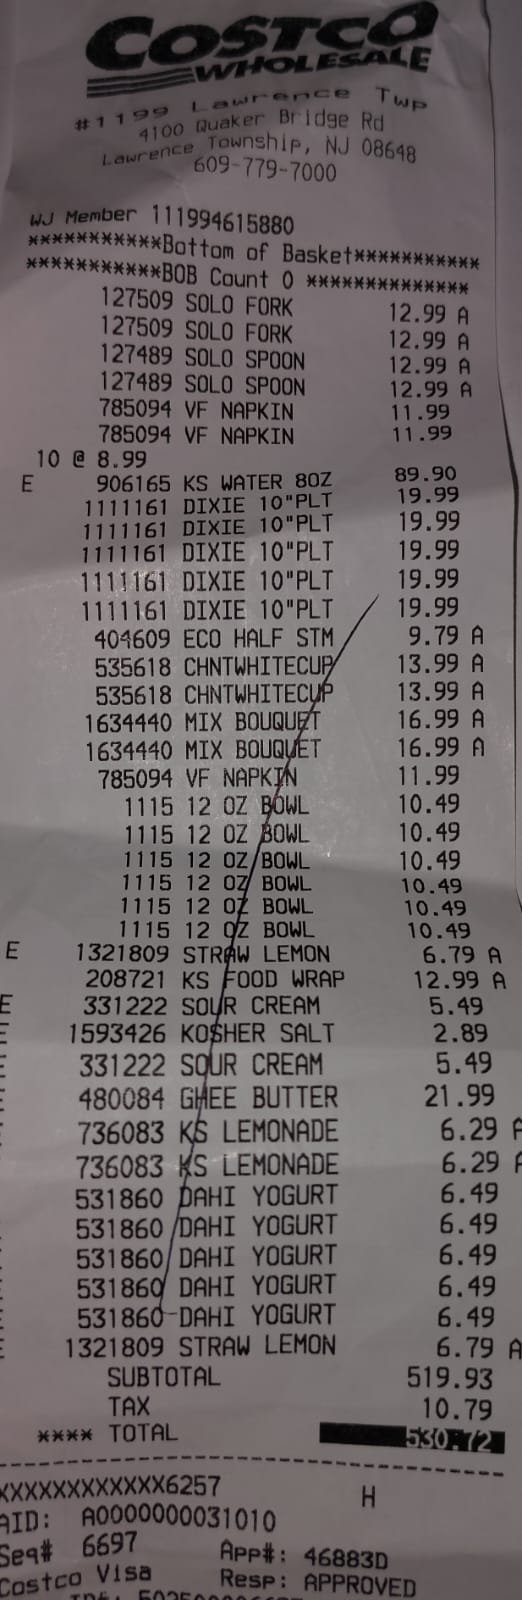 COSTCO
WHOLESALE
#1199 Lawrence Twp
4100 Quaker Bridge Rd
Lawrence Township, NJ 08648
609-779-7000
WJ Member 111994615880
***********Bottom of Basket***********
***********BOB Count 0 **************
127509 SOLO FORK 12.99 A
127509 SOLO FORK 12.99 A
127489 SOLO SPOON 12.99 A
127489 SOLO SPOON 12.99 A
785094 VF NAPKIN 11.99
785094 VF NAPKIN 11.99
10 @ 8.99
E 906165 KS WATER 8OZ 89.90
1111161 DIXIE 10"PLT 19.99
1111161 DIXIE 10"PLT 19.99
1111161 DIXIE 10"PLT 19.99
1111161 DIXIE 10"PLT 19.99
1111161 DIXIE 10"PLT 19.99
404609 ECO HALF STM 9.79 A
535618 CHNTWHITECUP 13.99 A
535618 CHNTWHITECUP 13.99 A
1634440 MIX BOUQUET 16.99 A
1634440 MIX BOUQUET 16.99 A
785094 VF NAPKIN 11.99
1115 12 OZ BOWL 10.49
1115 12 OZ BOWL 10.49
1115 12 OZ BOWL 10.49
1115 12 OZ BOWL 10.49
1115 12 OZ BOWL 10.49
1115 12 OZ BOWL 10.49
E 1321809 STRAW LEMON 6.79 A
208721 KS FOOD WRAP 12.99 A
E 331222 SOUR CREAM 5.49
E 1593426 KOSHER SALT 2.89
E 331222 SOUR CREAM 5.49
E 480084 GHEE BUTTER 21.99
E 736083 KS LEMONADE 6.29 A
E 736083 KS LEMONADE 6.29 A
531860 DAHI YOGURT 6.49
E 531860 DAHI YOGURT 6.49
E 531860 DAHI YOGURT 6.49
E 531860 DAHI YOGURT 6.49
E 531860 DAHI YOGURT 6.49
E 1321809 STRAW LEMON 6.79 A
SUBTOTAL 519.93
TAX 10.79
**** TOTAL 530.72
XXXXXXXXXXXX6257 H
AID: A0000000031010
Seq# 6697 App#: 46883D
Costco Visa Resp: APPROVED